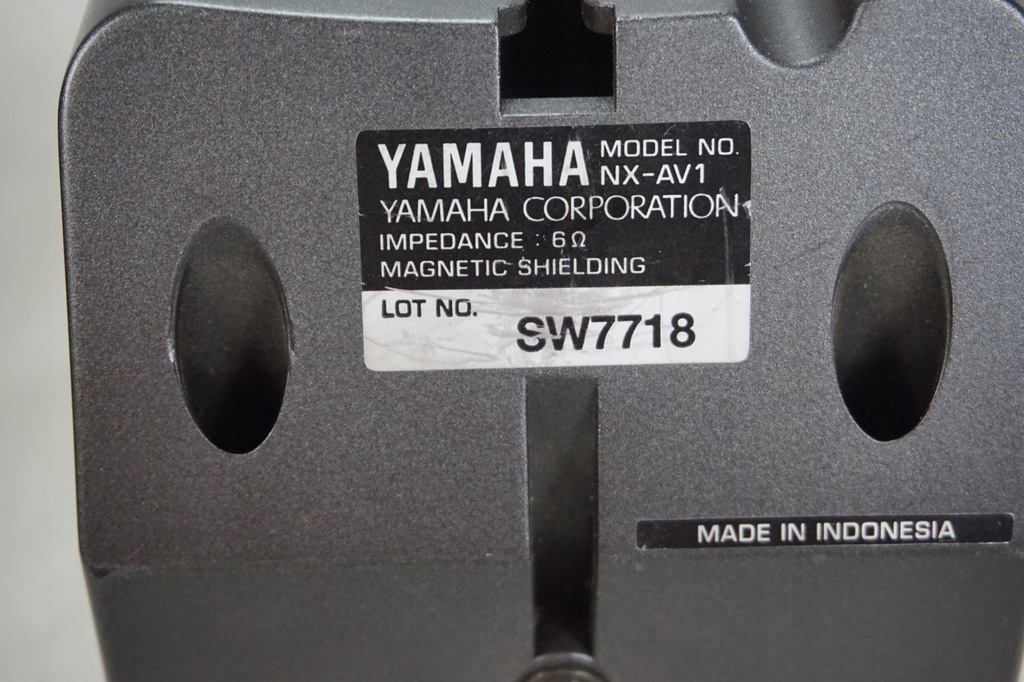 YAMAHA MODEL NO.
NX-AV1
YAMAHA CORPORATION
IMPEDANCE : 6Ω
MAGNETIC SHIELDING
LOT NO.
SW7718
MADE IN INDONESIA